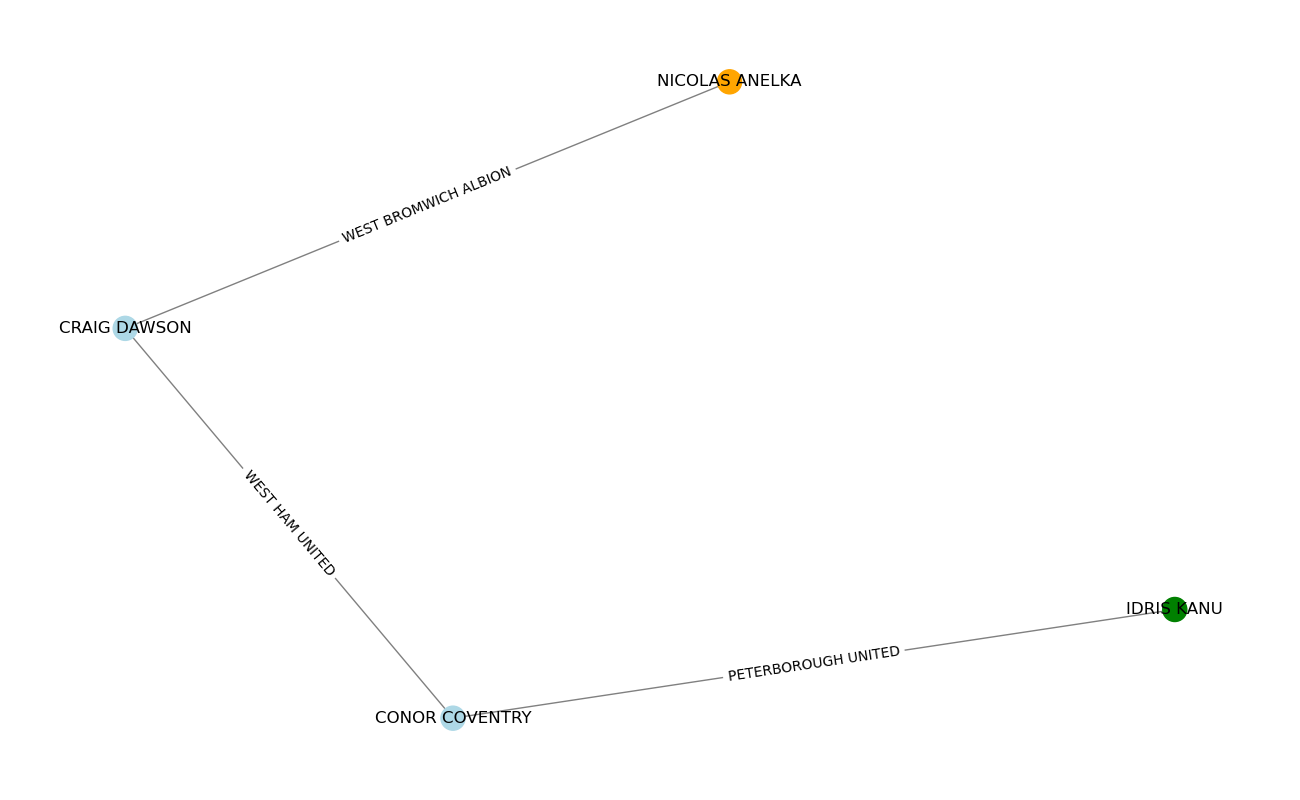 NICOLAS ANELKA
WEST BROMWICH ALBION
CRAIG DAWSON
WEST HAM UNITED
IDRIS KANU
PETERBOROUGH UNITED
CONOR COVENTRY